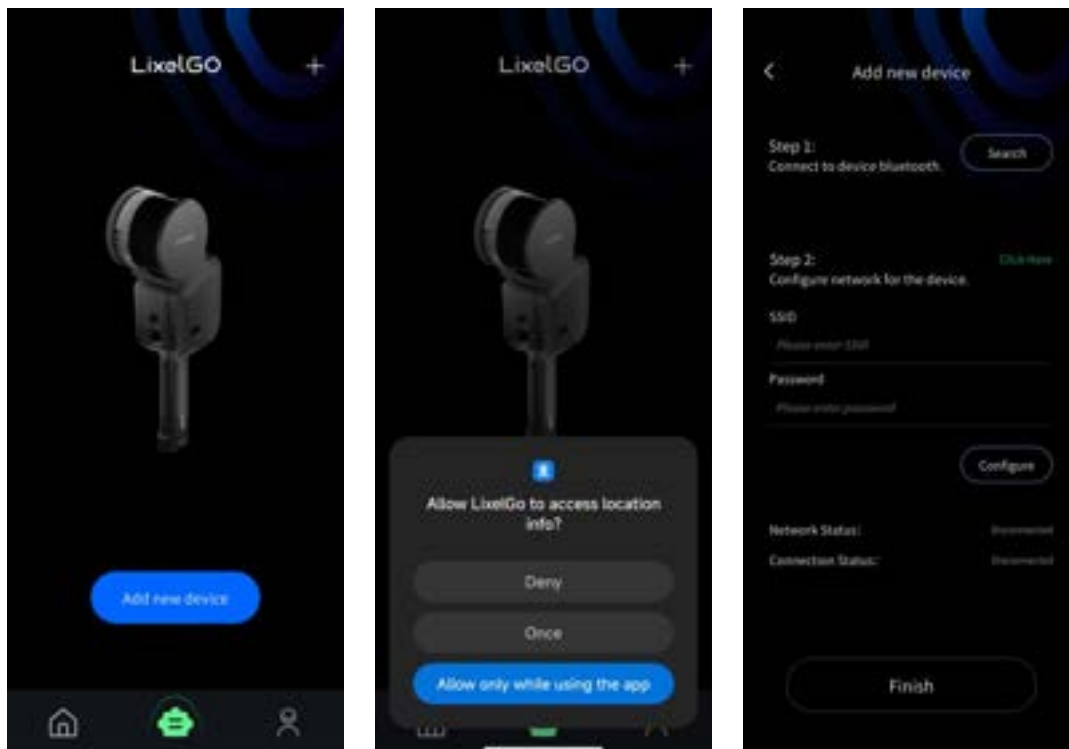 LixelGO
+
Add new device
LixelGO
+
Allow LixelGo to access location
info?
Deny
Once
Allow only while using the app
Add new device
Step 1:
Connect to device bluetooth.
Search
Step 2:
Click Here
Configure network for the device.
SSID
Please enter SSID
Password
Please enter password
Configure
Network Status:
Disconnected
Connection Status:
Disconnected
Finish